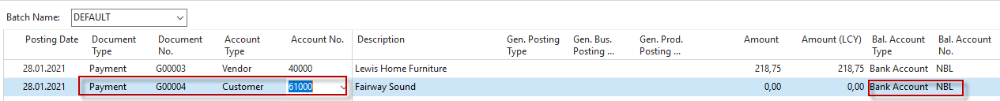 Batch Name: DEFAULT
Posting Date Document Type Document No. Account Type Account No. Description Gen. Posting Type Gen. Bus. Posting ... Gen. Prod. Posting ... Amount Amount (LCY) Bal. Account Type Bal. Account No.
28.01.2021 Payment G00003 Vendor 40000 Lewis Home Furniture 218,75 218,75 Bank Account NBL
28.01.2021 Payment G00004 Customer 61000 Fairway Sound 0,00 0,00 Bank Account NBL